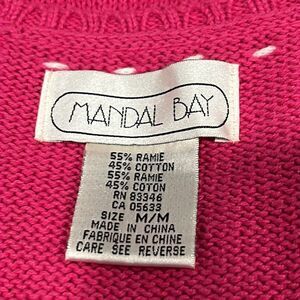 MANDAL BAY
55% RAMIE
45% COTTON
55% RAMIE
45% COTON
RN 83346
CA 05633
SIZE M/M
MADE IN CHINA
FABRIQUE EN CHINE
CARE SEE REVERSE